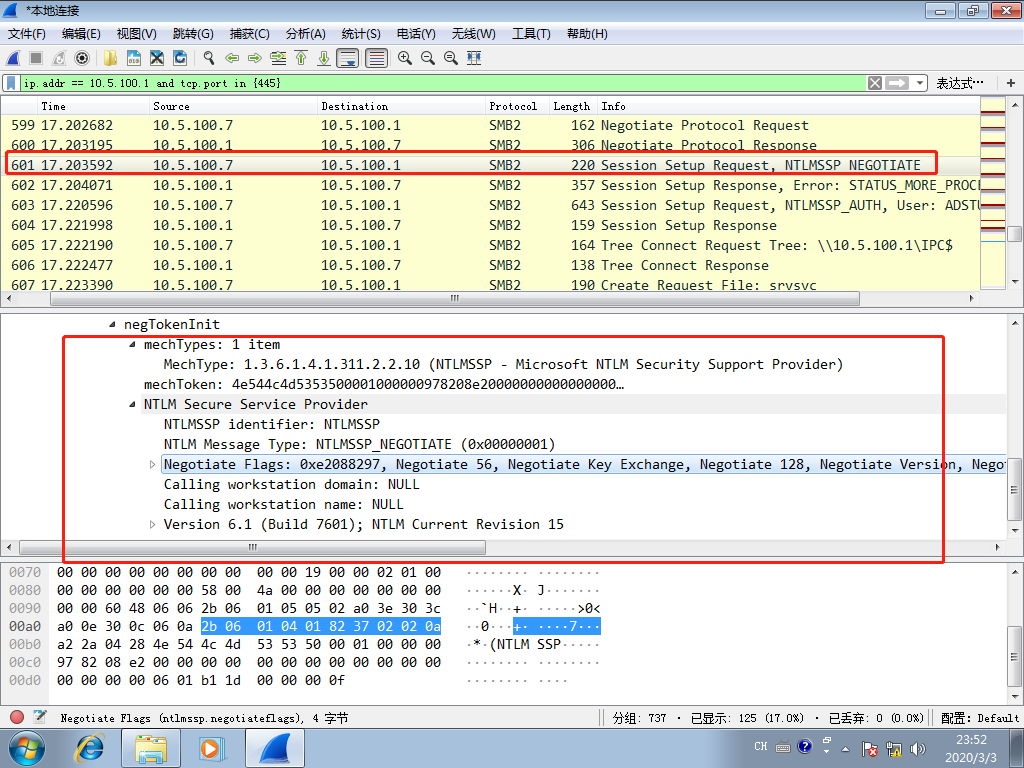 *本地连接
文件(F) 编辑(E) 视图(V) 跳转(G) 捕获(C) 分析(A) 统计(S) 电话(Y) 无线(W) 工具(T) 帮助(H)
ip.addr == 10.5.100.1 and tcp.port in {445} 表达式… +
Time Source Destination Protocol Length Info
599 17.202682 10.5.100.7 10.5.100.1 SMB2 162 Negotiate Protocol Request
600 17.203195 10.5.100.1 10.5.100.7 SMB2 306 Negotiate Protocol Response
601 17.203592 10.5.100.7 10.5.100.1 SMB2 220 Session Setup Request, NTLMSSP_NEGOTIATE
602 17.204071 10.5.100.1 10.5.100.7 SMB2 357 Session Setup Response, Error: STATUS_MORE_PROCE
603 17.220596 10.5.100.7 10.5.100.1 SMB2 643 Session Setup Request, NTLMSSP_AUTH, User: ADSTU
604 17.221998 10.5.100.1 10.5.100.7 SMB2 159 Session Setup Response
605 17.222190 10.5.100.7 10.5.100.1 SMB2 164 Tree Connect Request Tree: \\10.5.100.1\IPC$
606 17.222477 10.5.100.1 10.5.100.7 SMB2 138 Tree Connect Response
607 17.223390 10.5.100.7 10.5.100.1 SMB2 190 Create Request File: srvsvc
negTokenInit
mechTypes: 1 item
MechType: 1.3.6.1.4.1.311.2.2.10 (NTLMSSP - Microsoft NTLM Security Support Provider)
mechToken: 4e544c4d5353500001000000978208e20000000000000000…
NTLM Secure Service Provider
NTLMSSP identifier: NTLMSSP
NTLM Message Type: NTLMSSP_NEGOTIATE (0x00000001)
Negotiate Flags: 0xe2088297, Negotiate 56, Negotiate Key Exchange, Negotiate 128, Negotiate Version, Nego
Calling workstation domain: NULL
Calling workstation name: NULL
Version 6.1 (Build 7601); NTLM Current Revision 15
0070 00 00 00 00 00 00 00 00 00 00 19 00 00 02 01 00 ········ ········
0080 00 00 00 00 00 00 58 00 4a 00 00 00 00 00 00 00 ······X· J·······
0090 00 00 60 48 06 06 2b 06 01 05 05 02 a0 3e 30 3c ··`H··+· ·····>0<
00a0 a0 0e 30 0c 06 0a 2b 06 01 04 01 82 37 02 02 0a ··0···+· ····7···
00b0 a2 2a 04 28 4e 54 4c 4d 53 53 50 00 01 00 00 00 ·*·(NTLM SSP·····
00c0 97 82 08 e2 00 00 00 00 00 00 00 00 00 00 00 00 ········ ········
00d0 00 00 00 00 06 01 b1 1d 00 00 00 0f ········ ····
Negotiate Flags (ntlmssp.negotiateflags), 4 字节 分组: 737 · 已显示: 125 (17.0%) · 已丢弃: 0 (0.0%) 配置: Default
CH 23:52
2020/3/3